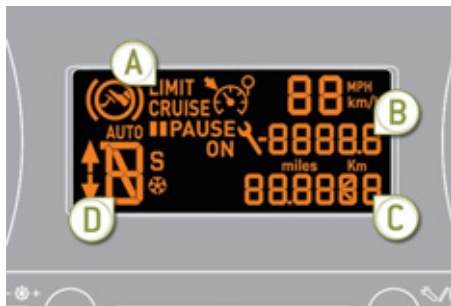 A
LIMIT
CRUISE
88 MPH
km/h
B
AUTO
PAUSE
ON
-8888.8
S
miles Km
88.8888
D
C
- +